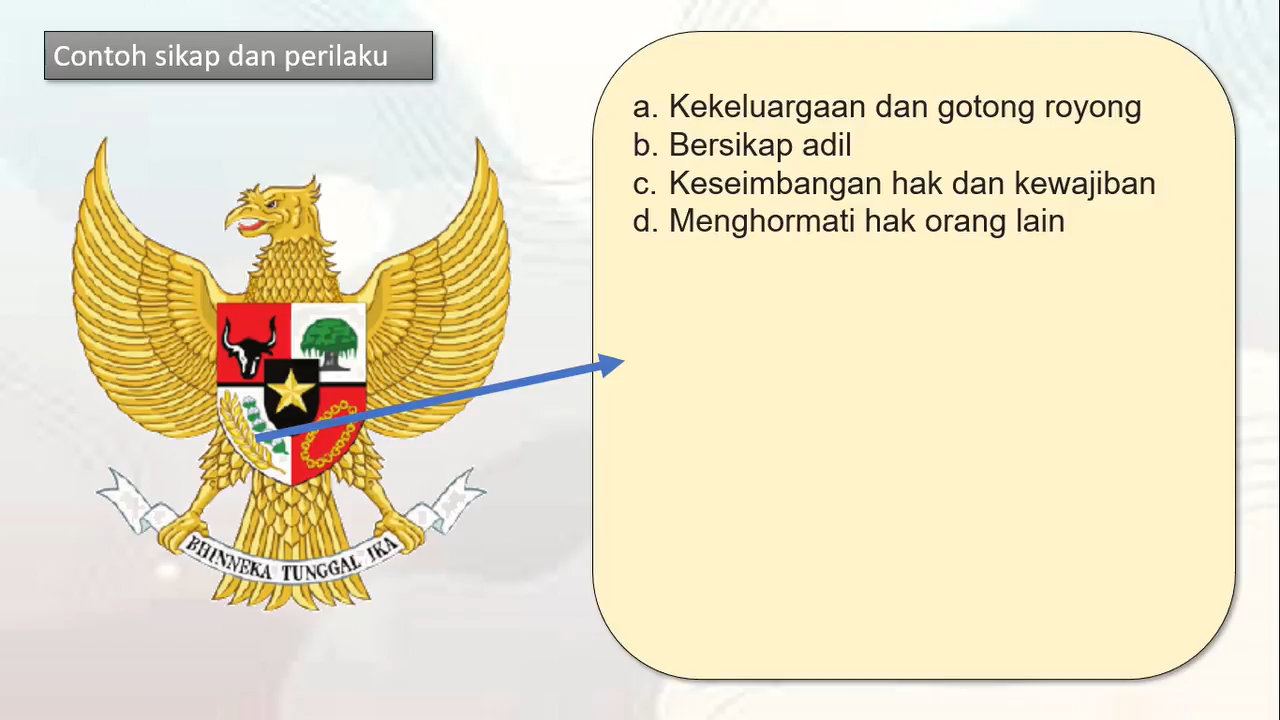 Contoh sikap dan perilaku
a. Kekeluargaan dan gotong royong
b. Bersikap adil
c. Keseimbangan hak dan kewajiban
d. Menghormati hak orang lain
BHINNEKA TUNGGAL IKA